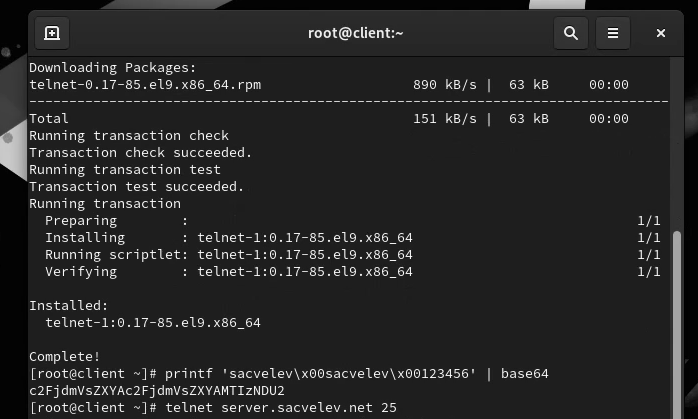 root@client:~
Downloading Packages:
telnet-0.17-85.el9.x86_64.rpm 890 kB/s | 63 kB 00:00
--------------------------------------------------------------------------------
Total 151 kB/s | 63 kB 00:00
Running transaction check
Transaction check succeeded.
Running transaction test
Transaction test succeeded.
Running transaction
Preparing : 1/1
Installing : telnet-1:0.17-85.el9.x86_64 1/1
Running scriptlet: telnet-1:0.17-85.el9.x86_64 1/1
Verifying : telnet-1:0.17-85.el9.x86_64 1/1
Installed:
telnet-1:0.17-85.el9.x86_64
Complete!
[root@client ~]# printf 'sacvelev\x00sacvelev\x00123456' | base64
c2FjdmVsZXYAc2FjdmVsZXYAMTIzNDU2
[root@client ~]# telnet server.sacvelev.net 25